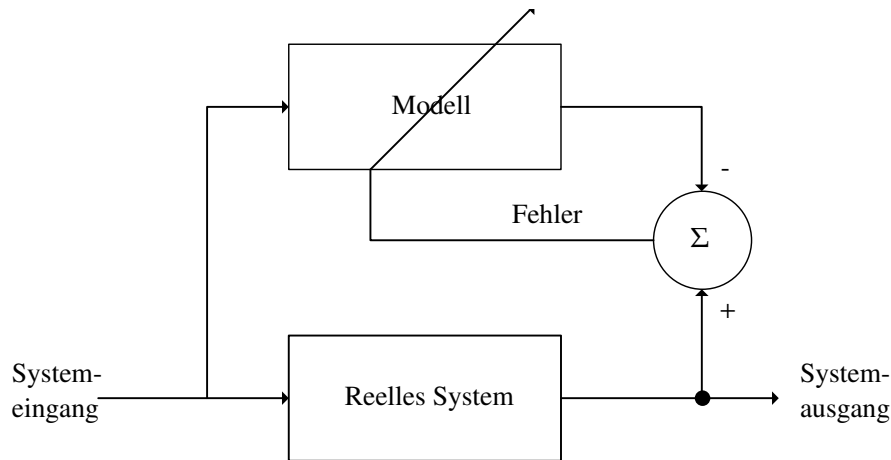 Modell
-
Fehler
Σ
+
System-
eingang
Reelles System
System-
ausgang